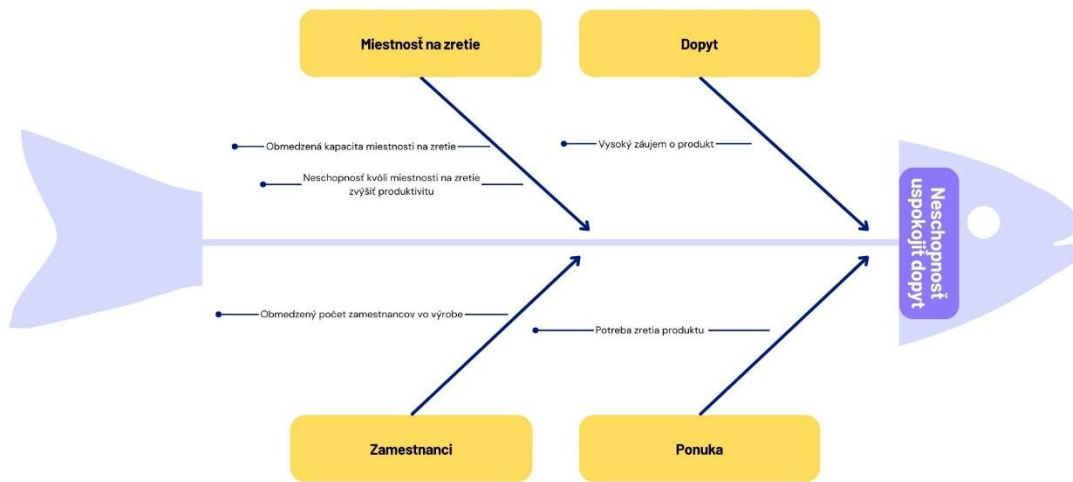 Miestnosť na zretie
Dopyt
Obmedzená kapacita miestnosti na zretie
Vysoký záujem o produkt
Neschopnosť kvôli miestnosti na zretie
zvýšiť produktivitu
Neschopnosť
uspokojiť dopyt
Obmedzený počet zamestnancov vo výrobe
Potreba zretia produktu
Zamestnanci
Ponuka